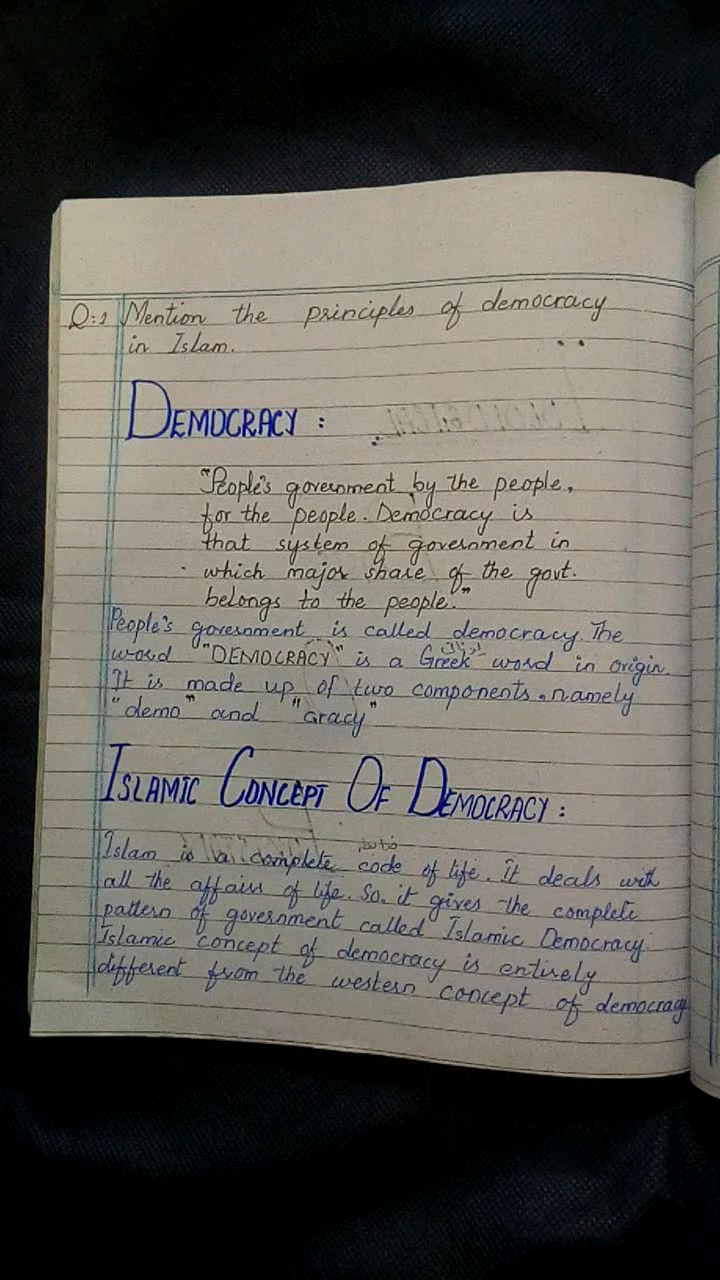 Q:1 Mention the principles of democracy
in Islam.
DEMOCRACY :
"People's government by the people,
for the people. Democracy is
that system of government in
which major share of the govt.
belongs to the people."
People's government is called democracy. The
word "DEMOCRACY" is a Greek word in origin.
It is made up of two components, namely
"demo" and "cracy"
ISLAMIC CONCEPT OF DEMOCRACY :
ضابطہ
Islam is a complete code of life. It deals with
all the affairs of life. So, it gives the complete
pattern of government called Islamic Democracy.
Islamic concept of democracy is entirely
different from the western concept of democracy